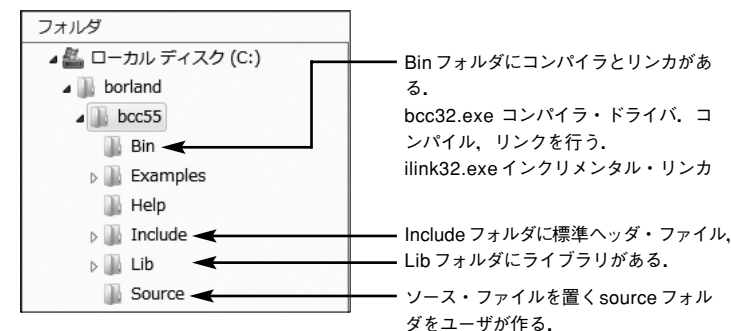 フォルダ
ローカル ディスク (C:)
borland
bcc55
Bin
Examples
Help
Include
Lib
Source
Bin フォルダにコンパイラとリンカがあ
る．
bcc32.exe コンパイラ・ドライバ．コ
ンパイル，リンクを行う．
ilink32.exe インクリメンタル・リンカ
Include フォルダに標準ヘッダ・ファイル，
Lib フォルダにライブラリがある．
ソース・ファイルを置く source フォル
ダをユーザが作る．